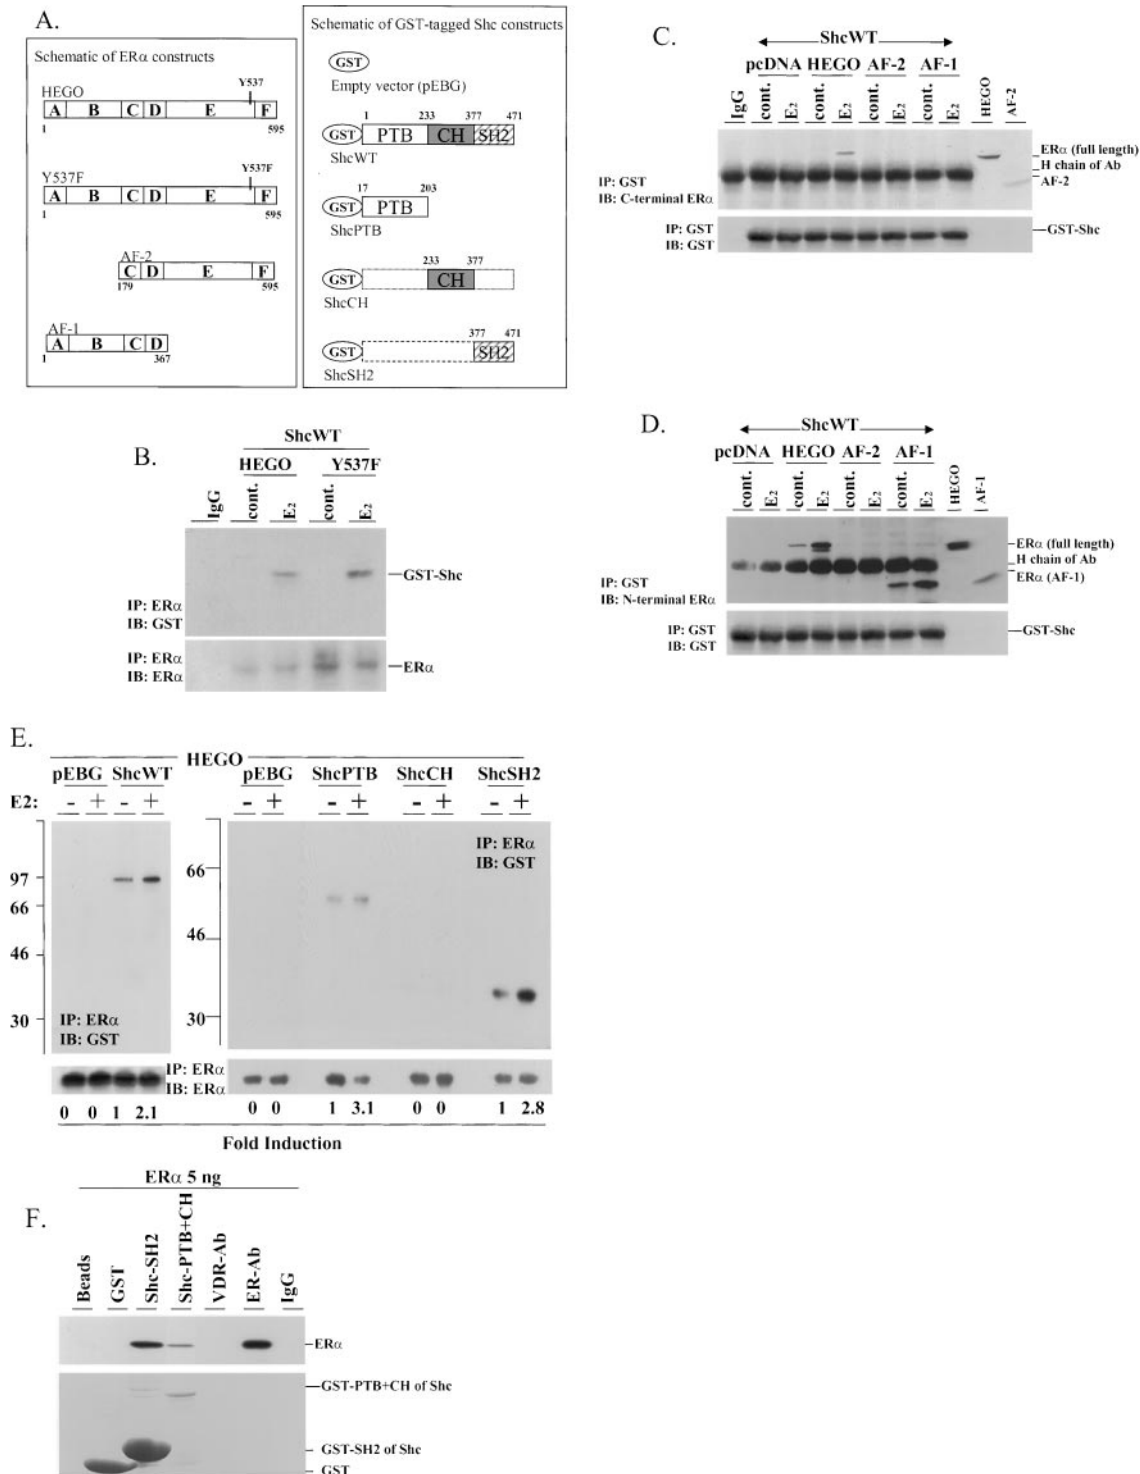 A.
Schematic of ERα constructs
HEGO
Y537
A B C D E F
1 595
Y537F
Y537F
A B C D E F
1 595
AF-2
C D E F
179 595
AF-1
A B C D
1 367
Schematic of GST-tagged Shc constructs
GST
Empty vector (pEBG)
1 233 377 471
GST PTB CH SH2
ShcWT
17 203
GST PTB
ShcPTB
233 377
GST CH
ShcCH
377 471
GST SH2
ShcSH2
B.
ShcWT
HEGO Y537F
IgG cont. E2 cont. E2
GST-Shc
IP: ERα
IB: GST
IP: ERα
IB: ERα
ERα
C.
ShcWT
pcDNA HEGO AF-2 AF-1
IgG cont. E2 cont. E2 cont. E2 cont. E2 HEGO AF-2
ERα (full length)
H chain of Ab
AF-2
IP: GST
IB: C-terminal ERα
IP: GST
IB: GST
GST-Shc
D.
ShcWT
pcDNA HEGO AF-2 AF-1
cont. E2 cont. E2 cont. E2 cont. E2 HEGO AF-1
ERα (full length)
H chain of Ab
ERα (AF-1)
IP: GST
IB: N-terminal ERα
IP: GST
IB: GST
GST-Shc
E.
HEGO
pEBG ShcWT pEBG ShcPTB ShcCH ShcSH2
E2: - + - + - + - + - + - +
97
66
46
30
IP: ERα
IB: GST
66
46
30
IP: ERα
IB: GST
IP: ERα
IB: ERα
0 0 1 2.1 0 0 1 3.1 0 0 1 2.8
Fold Induction
F.
ERα 5 ng
Beads GST Shc-SH2 Shc-PTB+CH VDR-Ab ER-Ab IgG
ERα
GST-PTB+CH of Shc
GST-SH2 of Shc
GST